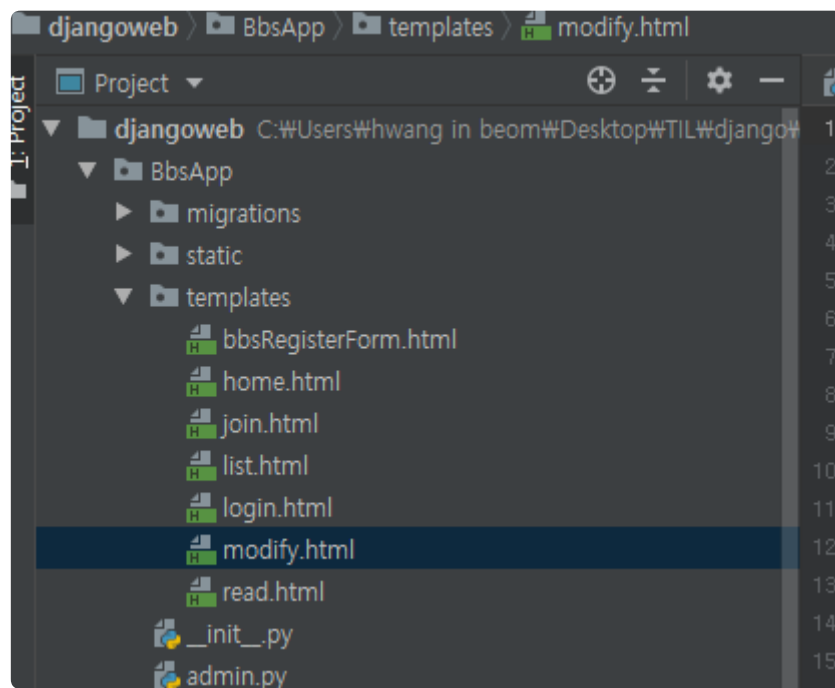 djangoweb 〉 BbsApp 〉 templates 〉 modify.html
1: Project
Project
djangoweb C:₩Users₩hwang in beom₩Desktop₩TIL₩django₩
BbsApp
migrations
static
templates
bbsRegisterForm.html
home.html
join.html
list.html
login.html
modify.html
read.html
__init__.py
admin.py
1
2
3
4
5
6
7
8
9
10
11
12
13
14
15